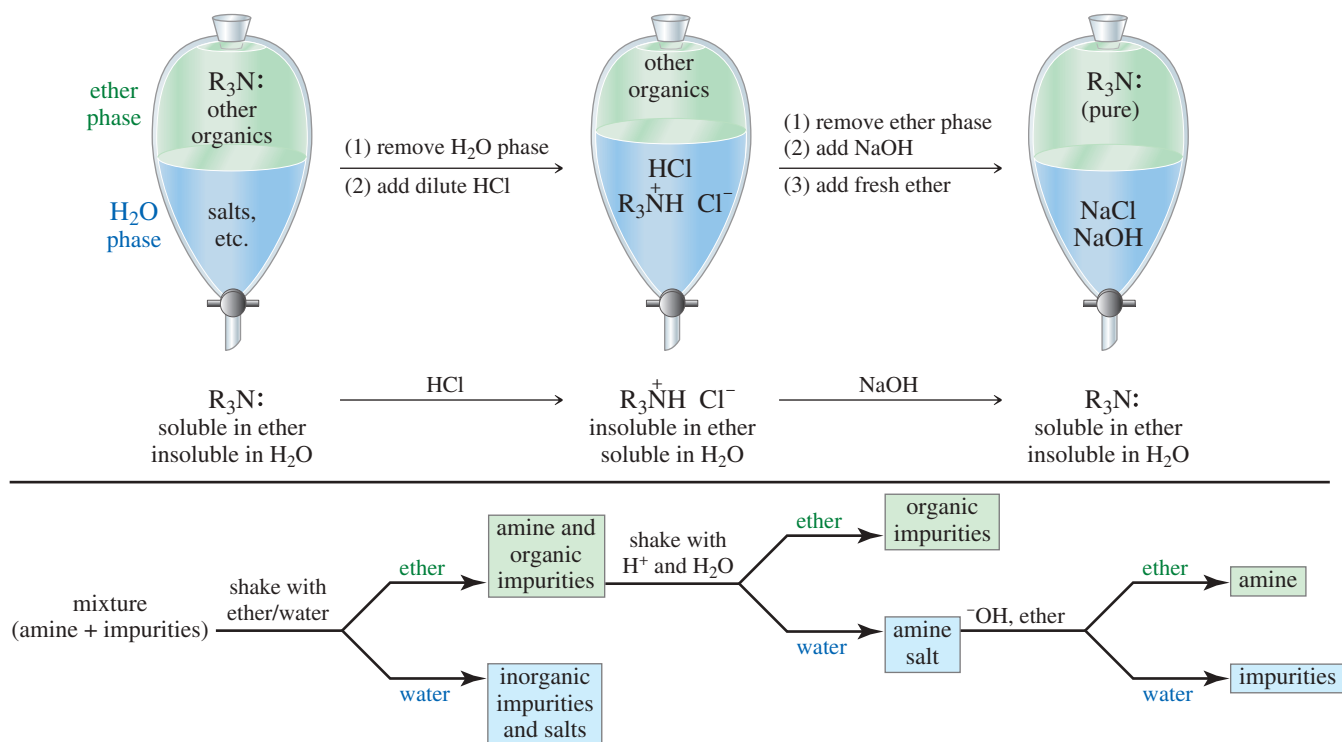 ether
phase
H₂O
phase
R₃N:
other
organics
salts,
etc.
(1) remove H₂O phase
(2) add dilute HCl
other
organics
HCl
R₃N⁺H Cl⁻
(1) remove ether phase
(2) add NaOH
(3) add fresh ether
R₃N:
(pure)
NaCl
NaOH
R₃N:
soluble in ether
insoluble in H₂O
HCl
R₃N⁺H Cl⁻
insoluble in ether
soluble in H₂O
NaOH
R₃N:
soluble in ether
insoluble in H₂O
mixture
(amine + impurities)
shake with
ether/water
ether
amine and
organic
impurities
water
inorganic
impurities
and salts
shake with
H⁺ and H₂O
ether
organic
impurities
water
amine
salt
⁻OH, ether
ether
amine
water
impurities